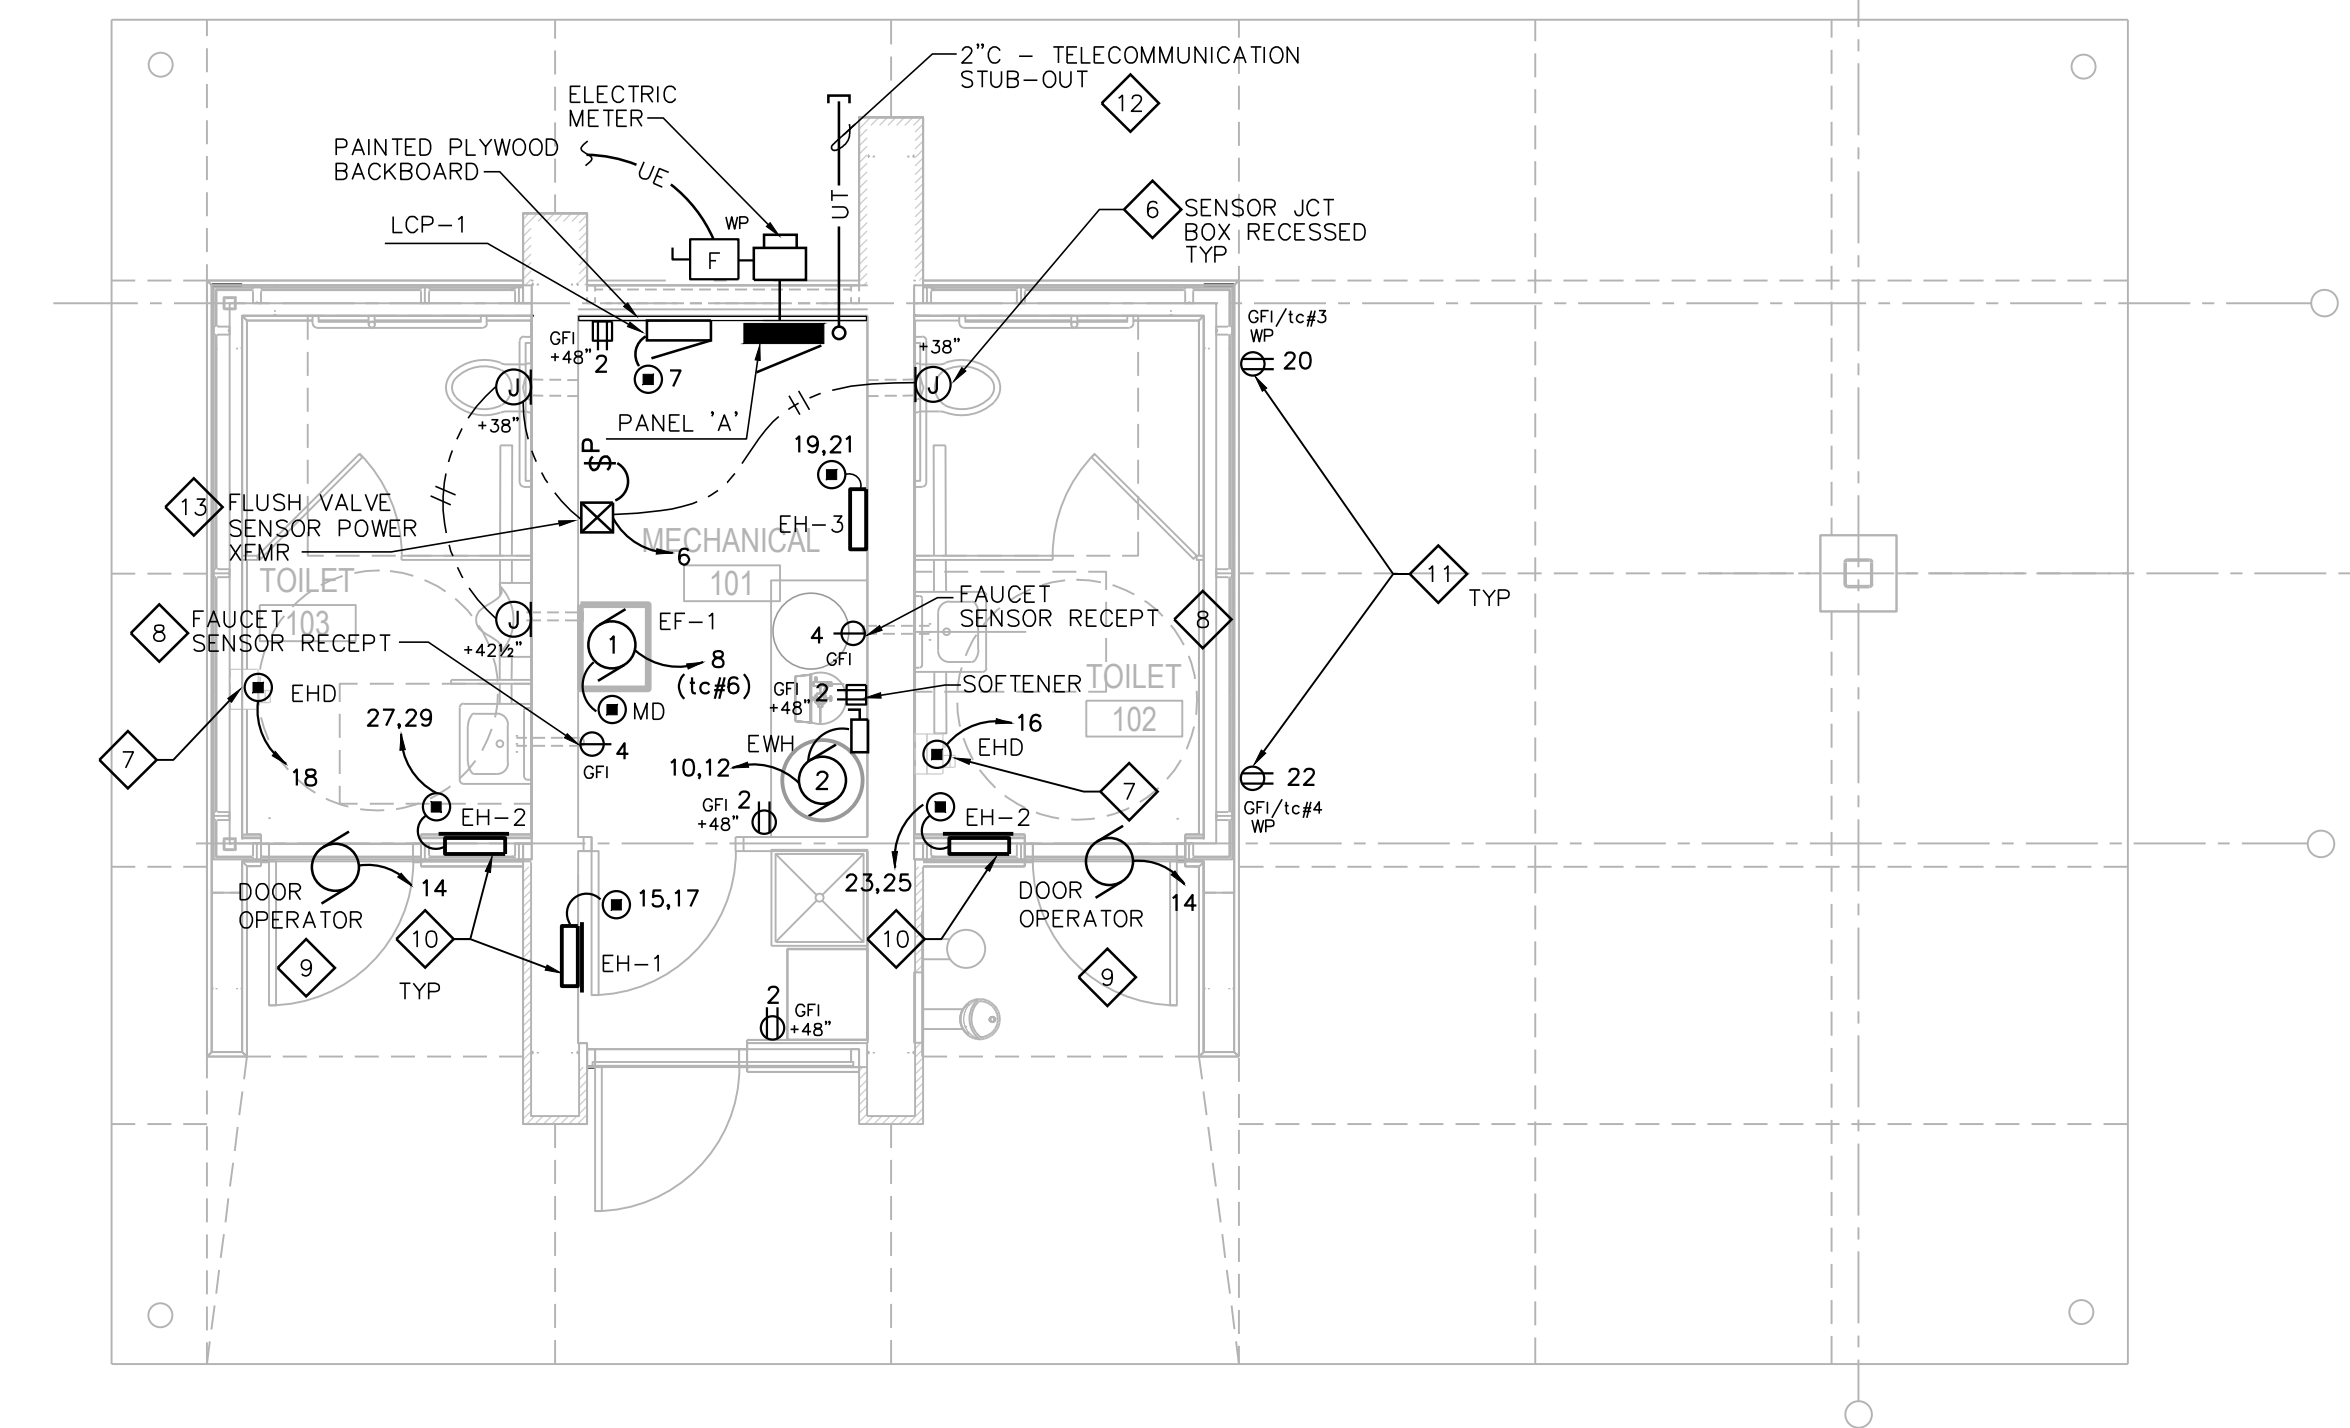 2"C - TELECOMMUNICATION
STUB-OUT
12
ELECTRIC
METER
PAINTED PLYWOOD
BACKBOARD
UE
UT
LCP-1
WP
F
6
SENSOR JCT
BOX RECESSED
TYP
GFI
+48"
2
7
+38"
GFI/tc#3
WP
20
J
J
+38"
PANEL 'A'
$P
19,21
13
FLUSH VALVE
SENSOR POWER
XFMR
EH-3
MECHANICAL
101
6
11
TYP
TOILET
103
8
FAUCET
SENSOR RECEPT
J
+42½"
EF-1
1
8
(tc#6)
4
GFI
FAUCET
SENSOR RECEPT
8
TOILET
102
EHD
18
7
27,29
MD
4
GFI
GFI
+48"
2
SOFTENER
EWH
10,12
2
16
EHD
7
22
GFI/tc#4
WP
GFI
+48"
2
EH-2
EH-2
14
DOOR
OPERATOR
9
10
TYP
15,17
EH-1
23,25
10
DOOR
OPERATOR
14
9
2
GFI
+48"